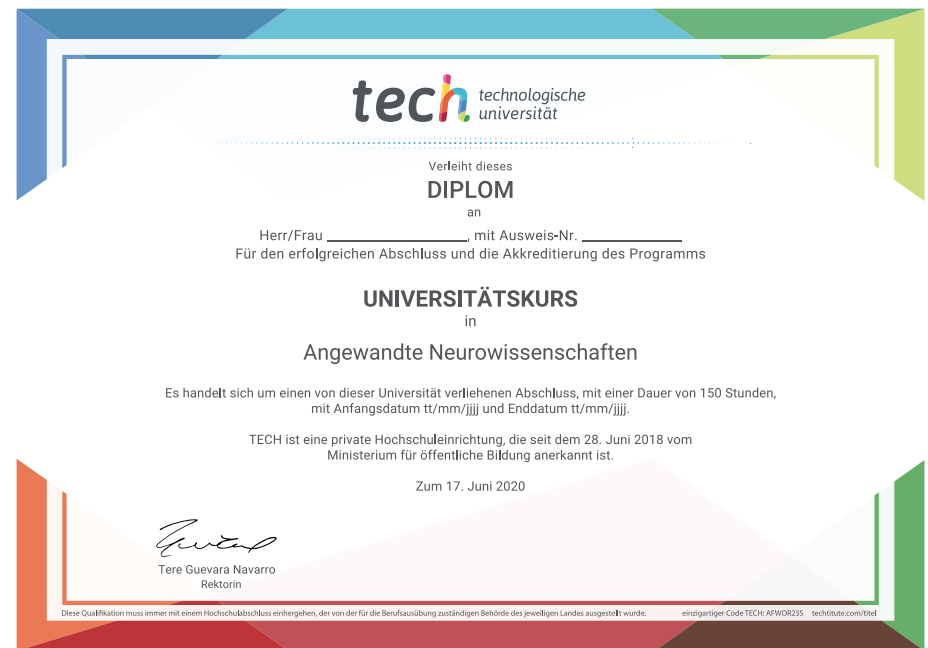 tech technologische
universität
Verleiht dieses
DIPLOM
an
Herr/Frau ____________________, mit Ausweis-Nr. ______________
Für den erfolgreichen Abschluss und die Akkreditierung des Programms
UNIVERSITÄTSKURS
in
Angewandte Neurowissenschaften
Es handelt sich um einen von dieser Universität verliehenen Abschluss, mit einer Dauer von 150 Stunden,
mit Anfangsdatum tt/mm/jjjj und Enddatum tt/mm/jjjj.
TECH ist eine private Hochschuleinrichtung, die seit dem 28. Juni 2018 vom
Ministerium für öffentliche Bildung anerkannt ist.
Zum 17. Juni 2020
Tere Guevara Navarro
Rektorin
Diese Qualifikation muss immer mit einem Hochschulabschluss einhergehen, der von der für die Berufsausübung zuständigen Behörde des jeweiligen Landes ausgestellt wurde. einzigartiger Code TECH: AFWOR23S techtitute.com/titel